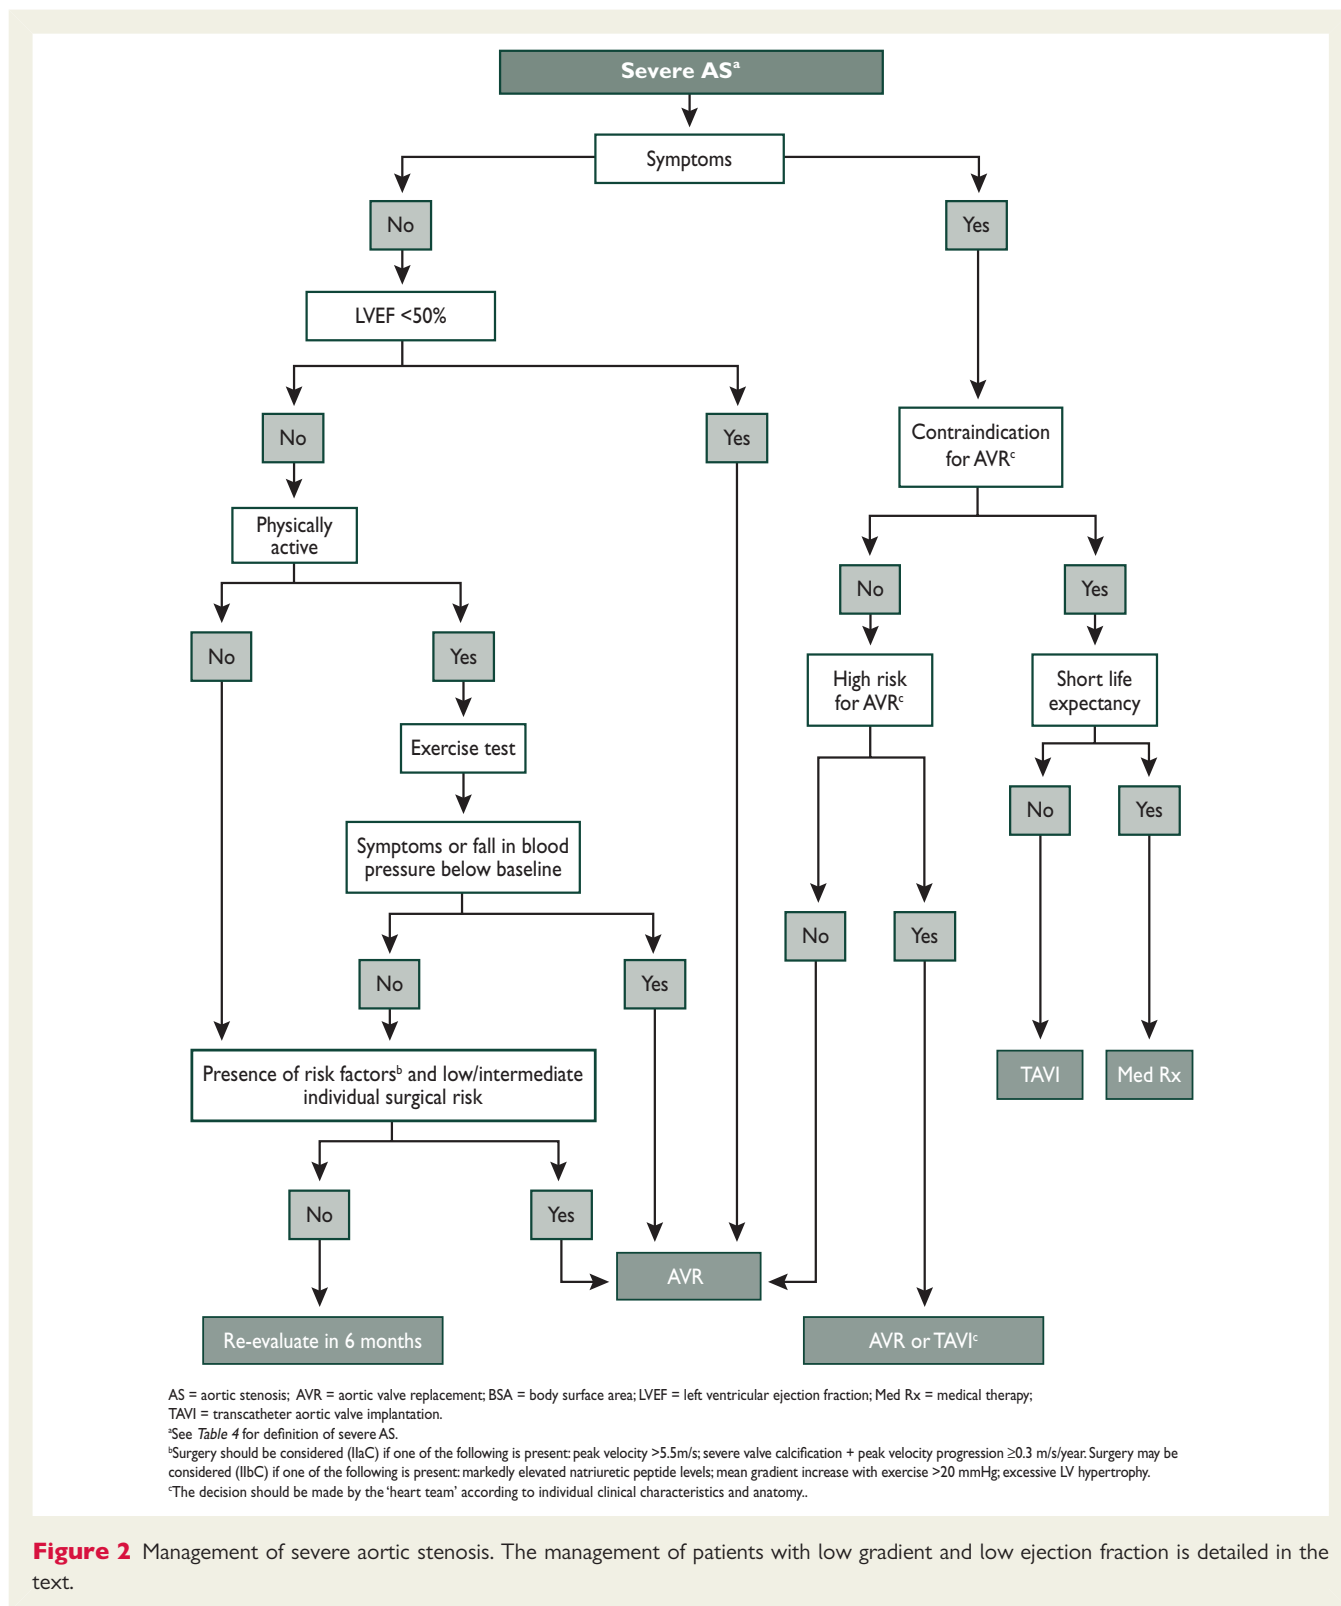 Severe ASᵃ
Symptoms
No
Yes
LVEF <50%
No
Yes
Contraindication
for AVRᶜ
Physically
active
No
Yes
No
Yes
High risk
for AVRᶜ
Short life
expectancy
Exercise test
No
Yes
Symptoms or fall in blood
pressure below baseline
No
Yes
No
Yes
Presence of risk factorsᵇ and low/intermediate
individual surgical risk
TAVI
Med Rx
No
Yes
AVR
Re-evaluate in 6 months
AVR or TAVIᶜ
AS = aortic stenosis; AVR = aortic valve replacement; BSA = body surface area; LVEF = left ventricular ejection fraction; Med Rx = medical therapy;
TAVI = transcatheter aortic valve implantation.
ᵃSee Table 4 for definition of severe AS.
ᵇSurgery should be considered (IIaC) if one of the following is present: peak velocity >5.5m/s; severe valve calcification + peak velocity progression ≥0.3 m/s/year. Surgery may be
considered (IIbC) if one of the following is present: markedly elevated natriuretic peptide levels; mean gradient increase with exercise >20 mmHg; excessive LV hypertrophy.
ᶜThe decision should be made by the ‘heart team’ according to individual clinical characteristics and anatomy..
Figure 2 Management of severe aortic stenosis. The management of patients with low gradient and low ejection fraction is detailed in the
text.